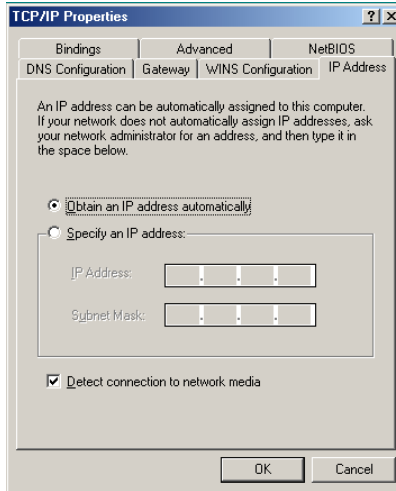 TCP/IP Properties
Bindings Advanced NetBIOS
DNS Configuration Gateway WINS Configuration IP Address
An IP address can be automatically assigned to this computer.
If your network does not automatically assign IP addresses, ask
your network administrator for an address, and then type it in
the space below.
Obtain an IP address automatically
Specify an IP address:
IP Address:
Subnet Mask:
Detect connection to network media
OK Cancel